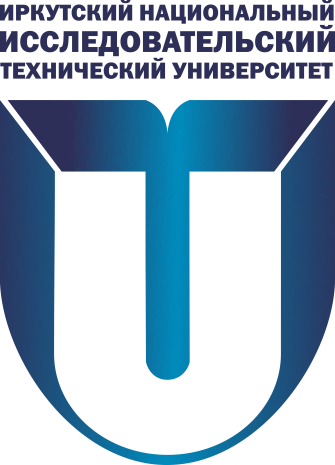 ИРКУТСКИЙ НАЦИОНАЛЬНЫЙ
ИССЛЕДОВАТЕЛЬСКИЙ
ТЕХНИЧЕСКИЙ УНИВЕРСИТЕТ